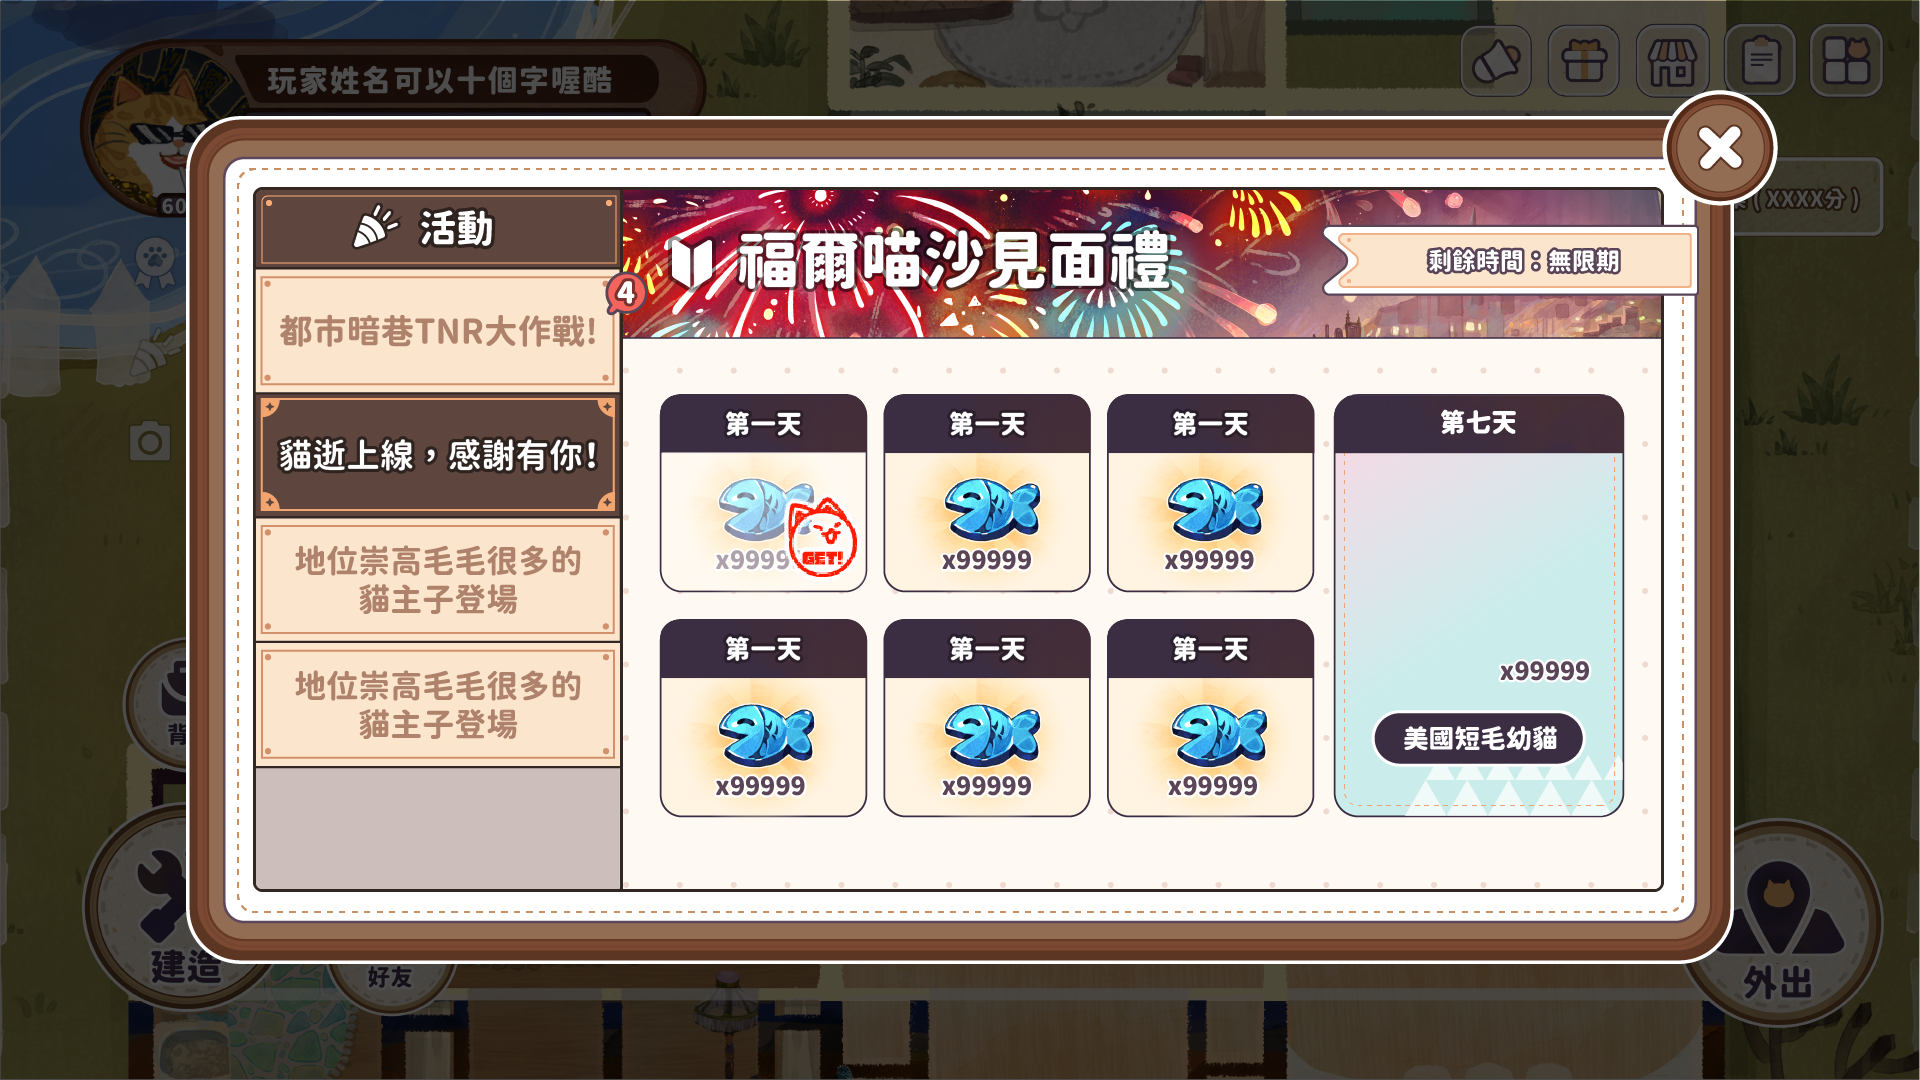 玩家姓名可以十個字喔酷
60
(XXXX分)
活動
4
都市暗巷TNR大作戰!
貓逝上線，感謝有你!
地位崇高毛毛很多的
貓主子登場
地位崇高毛毛很多的
貓主子登場
福爾喵沙見面禮
剩餘時間：無限期
第一天
x9999
GET!
第一天
x99999
第一天
x99999
第一天
x99999
第一天
x99999
第一天
x99999
第七天
x99999
美國短毛幼貓
建造
好友
外出